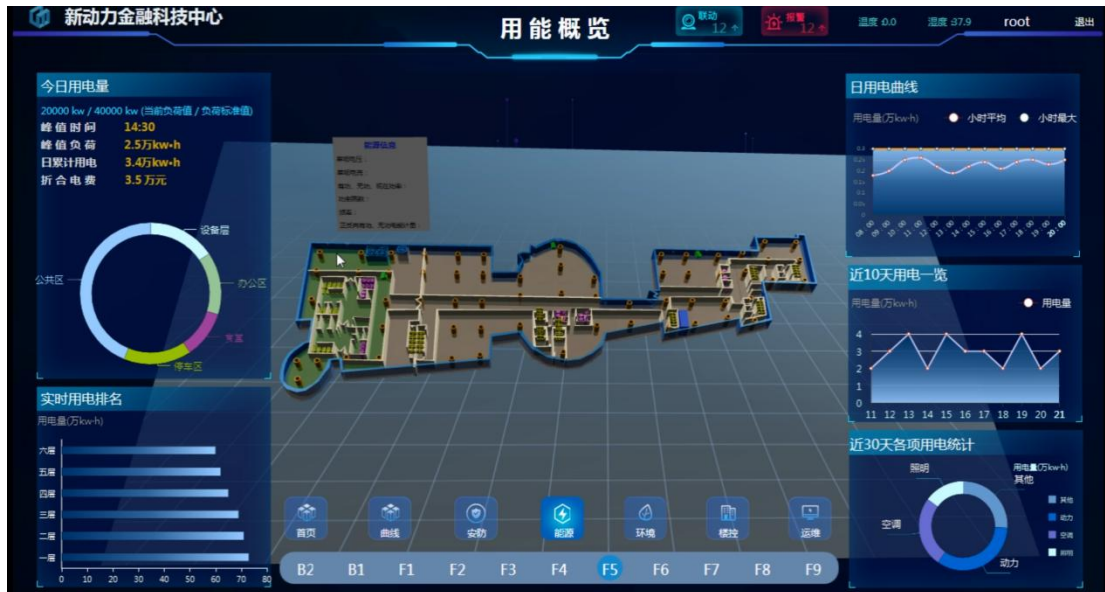 新动力金融科技中心
用能概览
联动
12
报警
12
温度 :0.0
湿度 :37.9
root
退出
今日用电量
20000 kw / 40000 kw (当前负荷值 / 负荷标准值)
峰值时间 14:30
峰值负荷 2.5万kw•h
日累计用电 3.4万kw•h
折合电费 3.5 万元
设备层
办公区
公共区
停车区
实时用电排名
用电量(万kw·h)
六层
五层
四层
三层
二层
一层
0 10 20 30 40 50 60 70 80
能源信息
日用电曲线
用电量(万kw·h)
小时平均
小时最大
近10天用电一览
用电量(万kw·h)
用电量
4
3
2
1
0
11 12 13 14 15 16 17 18 19 20 21
近30天各项用电统计
用电量(万kw·h)
照明
其他
空调
动力
其他
动力
空调
照明
首页
曲线
安防
能源
环境
楼控
运维
B2 B1 F1 F2 F3 F4 F5 F6 F7 F8 F9